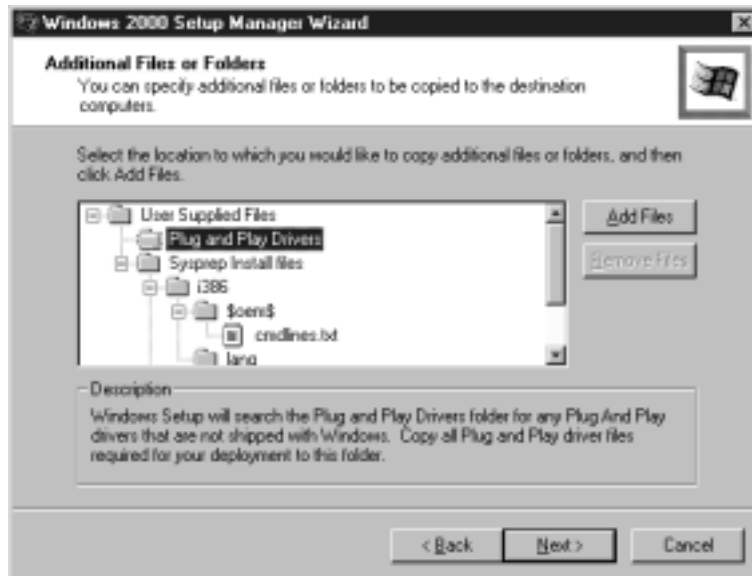 Windows 2000 Setup Manager Wizard
Additional Files or Folders
You can specify additional files or folders to be copied to the destination
computers.
Select the location to which you would like to copy additional files or folders, and then
click Add Files.
User Supplied Files
Plug and Play Drivers
Sysprep Install files
i386
$oem$
cmdlines.txt
lang
Add Files
Remove Files
Description
Windows Setup will search the Plug and Play Drivers folder for any Plug And Play
drivers that are not shipped with Windows. Copy all Plug and Play driver files
required for your deployment to this folder.
< Back
Next >
Cancel